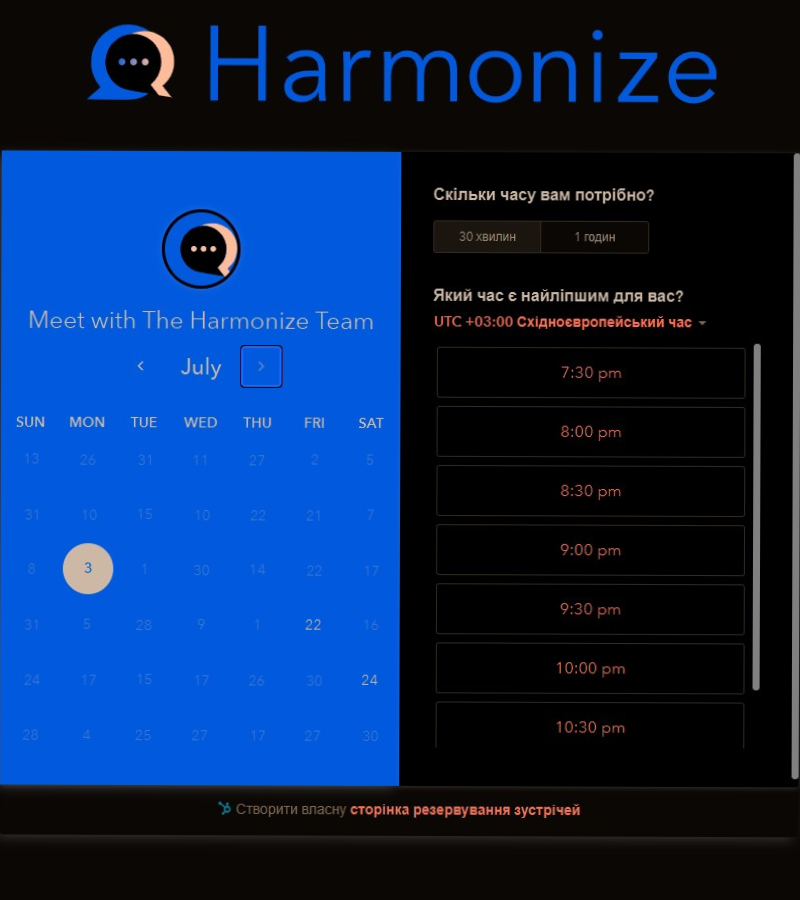 Harmonize
Meet with The Harmonize Team
July
SUN MON TUE WED THU FRI SAT
13 26 31 11 27 2 5
31 10 15 10 22 21 7
8 3 1 30 14 22 17
31 5 28 9 1 22 16
24 17 15 17 26 30 24
28 4 25 27 17 27 30
Скільки часу вам потрібно?
30 хвилин 1 годин
Який час є найліпшим для вас?
UTC +03:00 Східноєвропейський час
7:30 pm
8:00 pm
8:30 pm
9:00 pm
9:30 pm
10:00 pm
10:30 pm
Створити власну сторінка резервування зустрічей